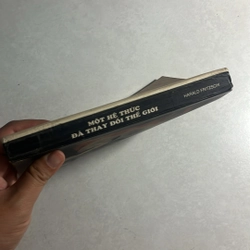 MỘT HỆ THỨC
ĐÃ THAY ĐỔI THẾ GIỚI
HARALD FRITZSCH